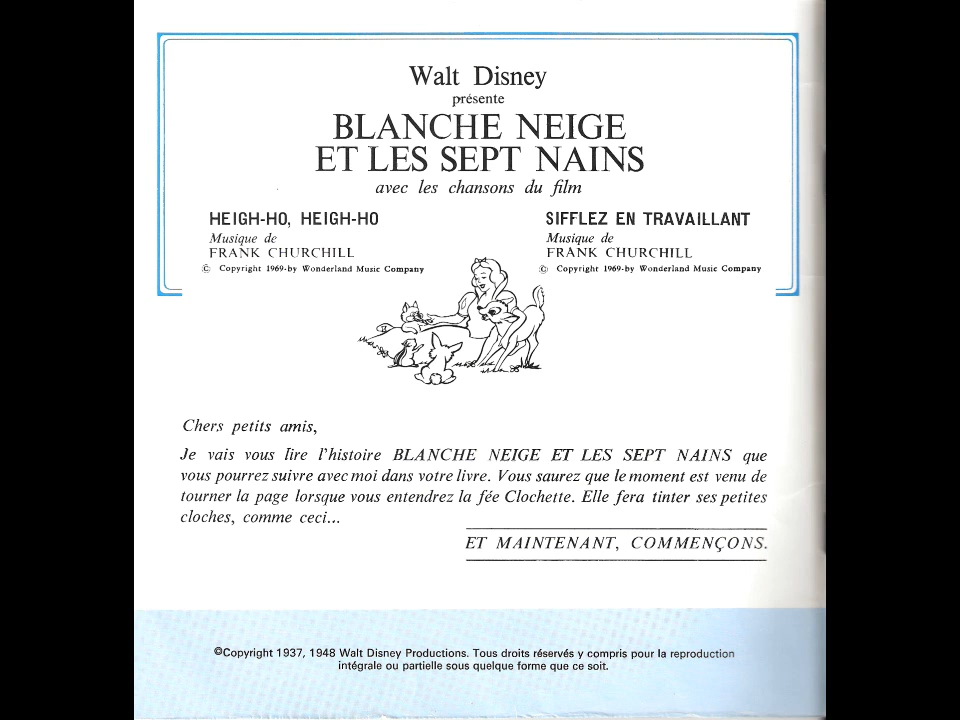 Walt Disney
présente
BLANCHE NEIGE
ET LES SEPT NAINS
avec les chansons du film
HEIGH-HO, HEIGH-HO
Musique de
FRANK CHURCHILL
© Copyright 1969-by Wonderland Music Company
SIFFLEZ EN TRAVAILLANT
Musique de
FRANK CHURCHILL
© Copyright 1969-by Wonderland Music Company
Chers petits amis,
Je vais vous lire l'histoire BLANCHE NEIGE ET LES SEPT NAINS que
vous pourrez suivre avec moi dans votre livre. Vous saurez que le moment est venu de
tourner la page lorsque vous entendrez la fée Clochette. Elle fera tinter ses petites
cloches, comme ceci...
ET MAINTENANT, COMMENÇONS.
©Copyright 1937, 1948 Walt Disney Productions. Tous droits réservés y compris pour la reproduction
intégrale ou partielle sous quelque forme que ce soit.